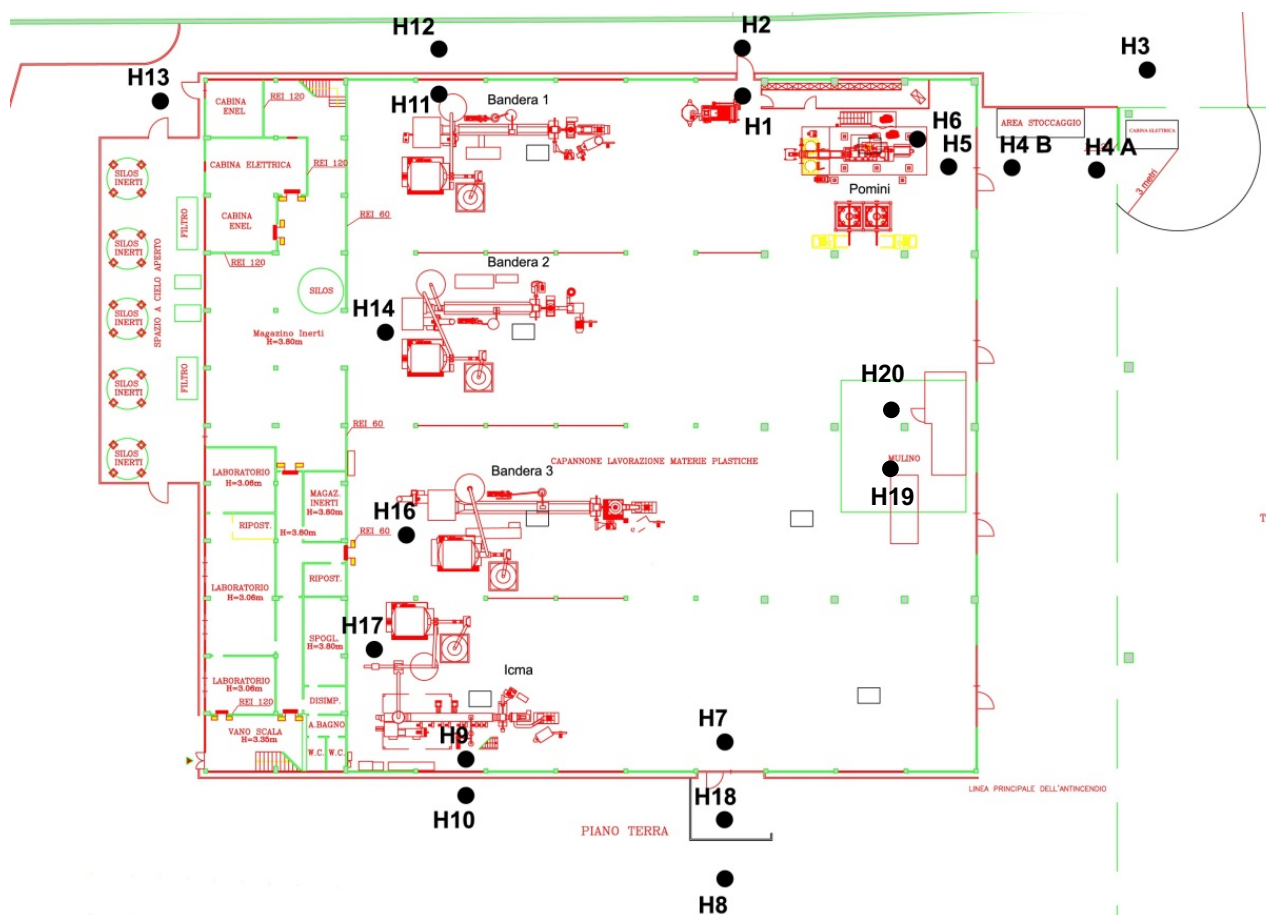 H12
H2
H3
H13
H11
Bandera 1
H1
H6
H5
H4 B
H4 A
AREA STOCCAGGIO
CABINA ELETTRICA
3 metri
CABINA
ENEL
REI 120
CABINA ELETTRICA
REI 120
CABINA
ENEL
REI 120
REI 60
Pomini
SILOS
INERTI
SILOS
INERTI
SILOS
INERTI
SILOS
INERTI
SILOS
INERTI
SPAZIO A CIELO APERTO
FILTRO
FILTRO
SILOS
Magazino Inerti
H=3.80m
Bandera 2
H14
H20
REI 60
CAPANNONE LAVORAZIONE MATERIE PLASTICHE
MULINO
H19
Bandera 3
H16
LABORATORIO
H=3.06m
MAGAZ.
INERTI
H=3.80m
RIPOST.
H=3.80m
REI 60
RIPOST.
LABORATORIO
H=3.06m
SPOGL.
H=3.80m
H17
LABORATORIO
H=3.06m
REI 120
DISIMP.
A.BAGNO
VANO SCALA
H=3.35m
W.C.
W.C.
Icma
H9
H7
H10
H18
H8
PIANO TERRA
LINEA PRINCIPALE DELL'ANTINCENDIO
T